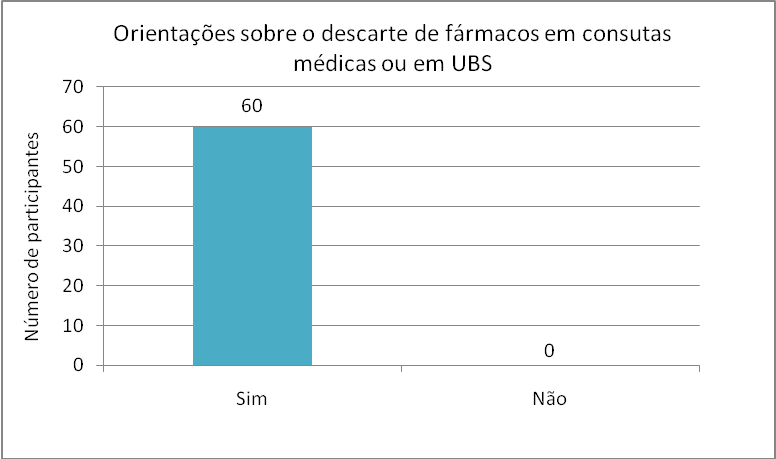 Orientações sobre o descarte de fármacos em consutas
médicas ou em UBS
Número de participantes
70
60
50
40
30
20
10
0
60
0
Sim
Não